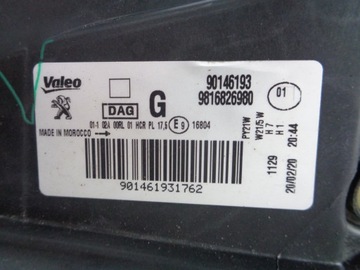 Valeo
90146193
9816826980
01
DAG
G
01-1 02A 00RL 01 HCR PL 17,5 E9 16804
MADE IN MOROCCO
PY21W
W21/5W
H7
H1
1129
20/02/20 20:44
901461931762